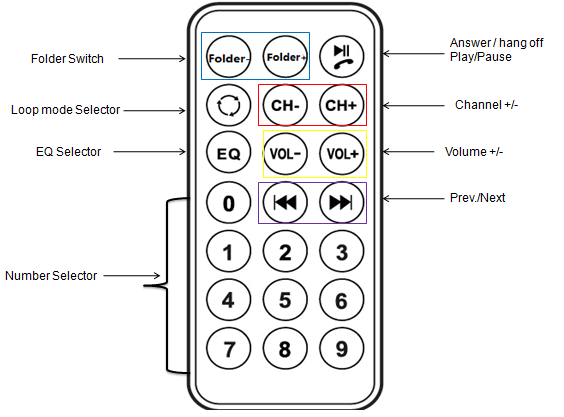 Folder Switch
Loop mode Selector
EQ Selector
Number Selector
Folder- Folder+
CH- CH+
EQ VOL- VOL+
0
1 2 3
4 5 6
7 8 9
Answer / hang off
Play/Pause
Channel +/-
Volume +/-
Prev./Next